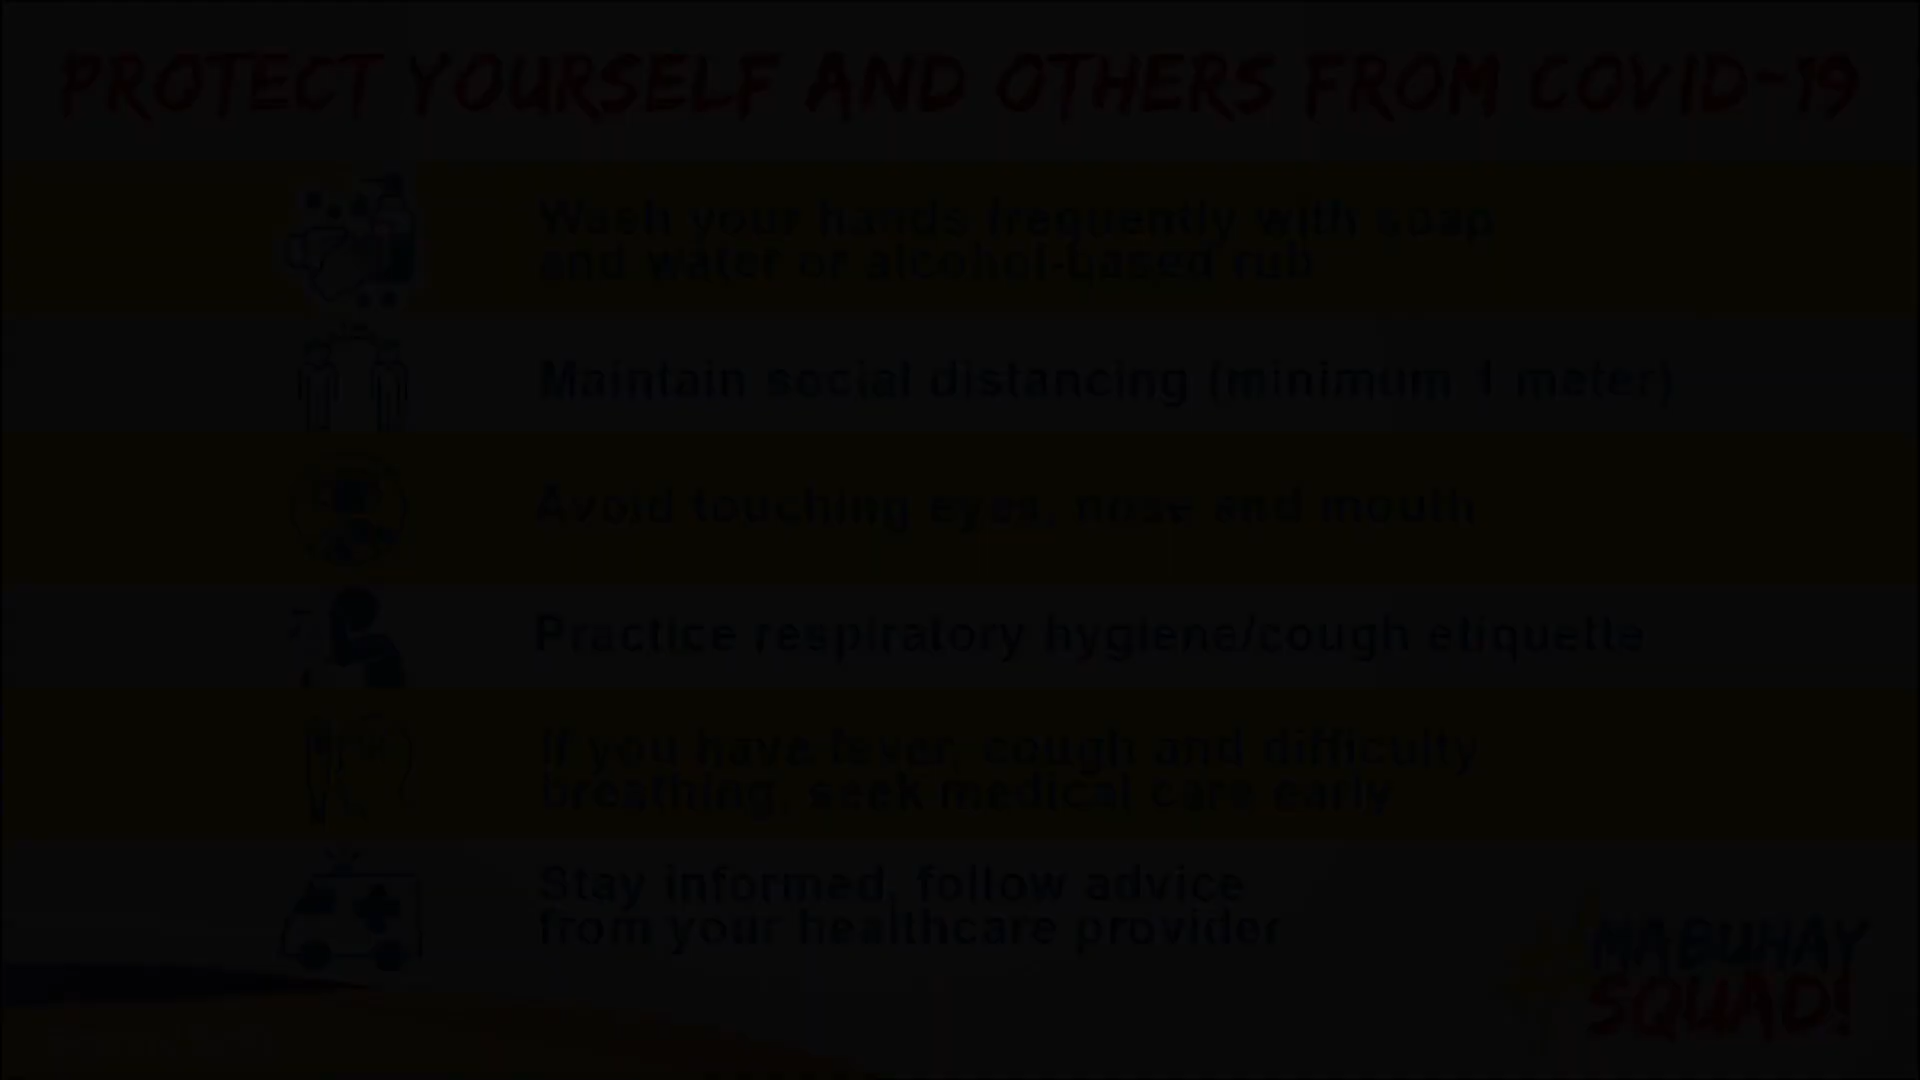 PROTECT YOURSELF AND OTHERS FROM COVID-19
Wash your hands frequently with soap
and water or alcohol-based rub
Maintain social distancing (minimum 1 meter)
Avoid touching eyes, nose and mouth
Practice respiratory hygiene/cough etiquette
If you have fever, cough and difficulty
breathing, seek medical care early
Stay informed, follow advice
from your healthcare provider
#MABUHAY
SQUAD!